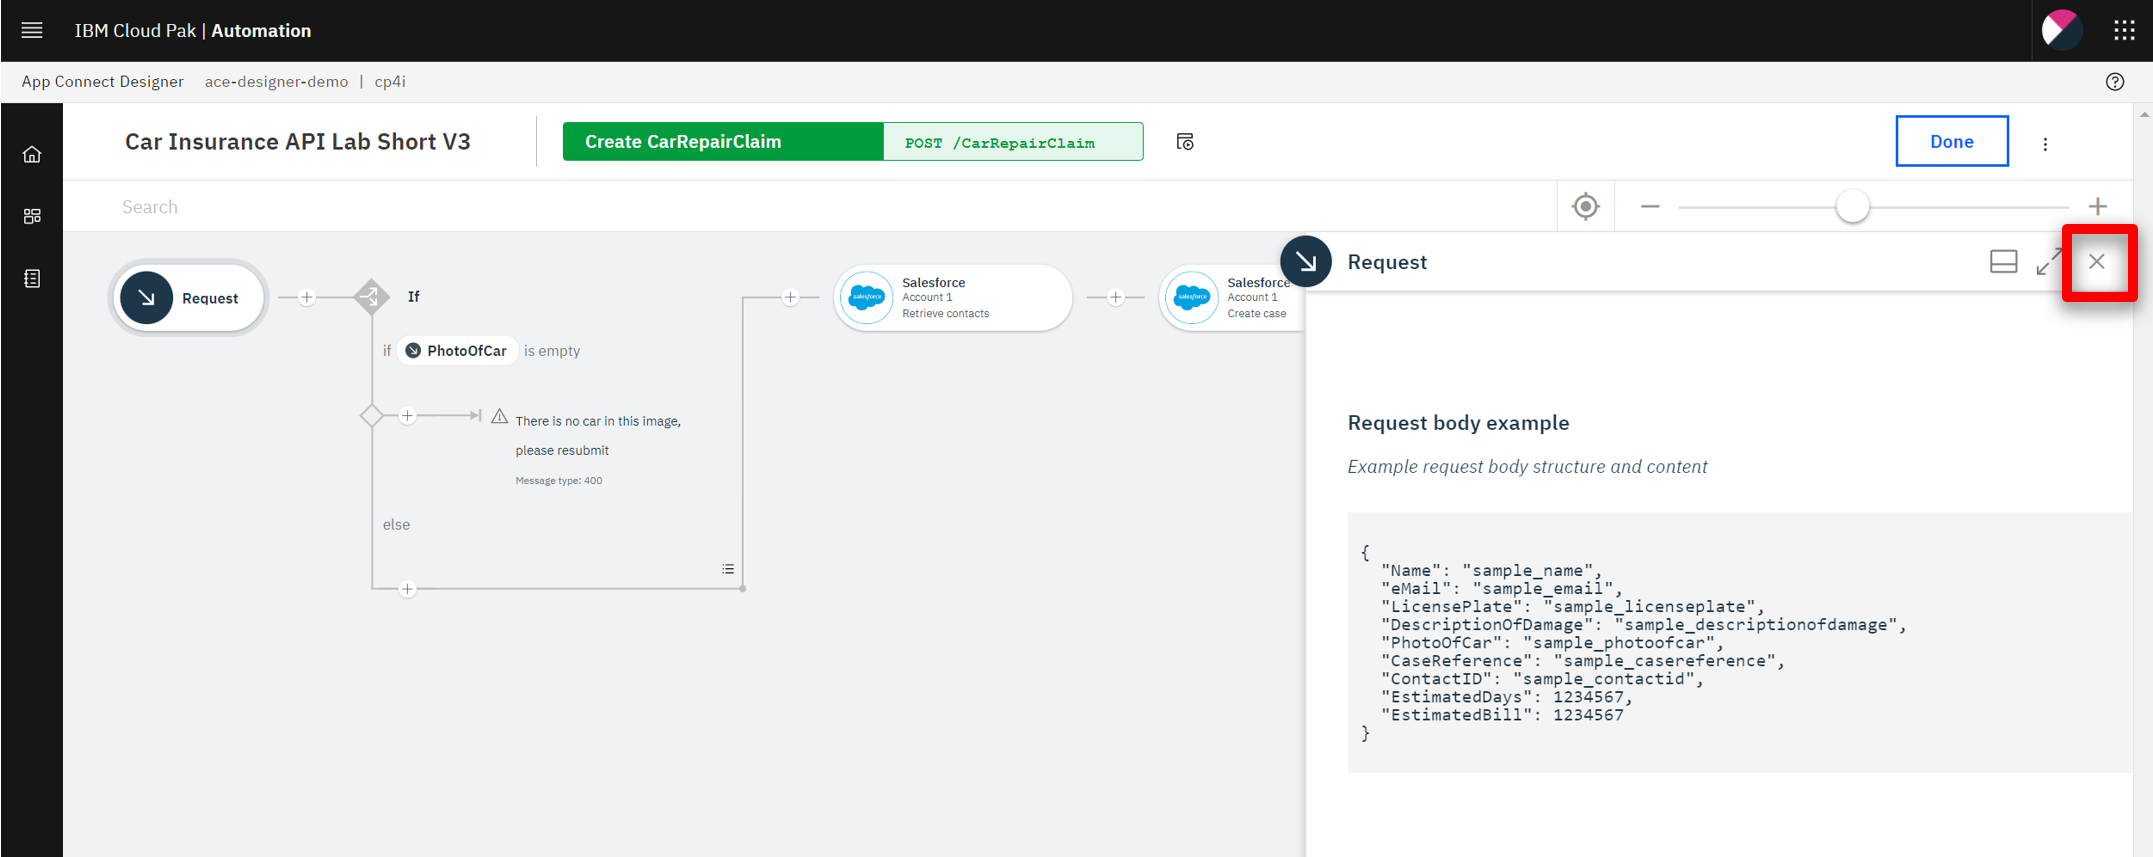 IBM Cloud Pak | Automation
App Connect Designer ace-designer-demo | cp4i
Car Insurance API Lab Short V3
Create CarRepairClaim
POST /CarRepairClaim
Done
Search
Request
If
if PhotoOfCar is empty
There is no car in this image,
please resubmit
Message type: 400
else
salesforce
Salesforce
Account 1
Retrieve contacts
salesforce
Salesforce
Account 1
Create case
Request
Request body example
Example request body structure and content
{
"Name": "sample_name",
"eMail": "sample_email",
"LicensePlate": "sample_licenseplate",
"DescriptionOfDamage": "sample_descriptionofdamage",
"PhotoOfCar": "sample_photoofcar",
"CaseReference": "sample_casereference",
"ContactID": "sample_contactid",
"EstimatedDays": 1234567,
"EstimatedBill": 1234567
}